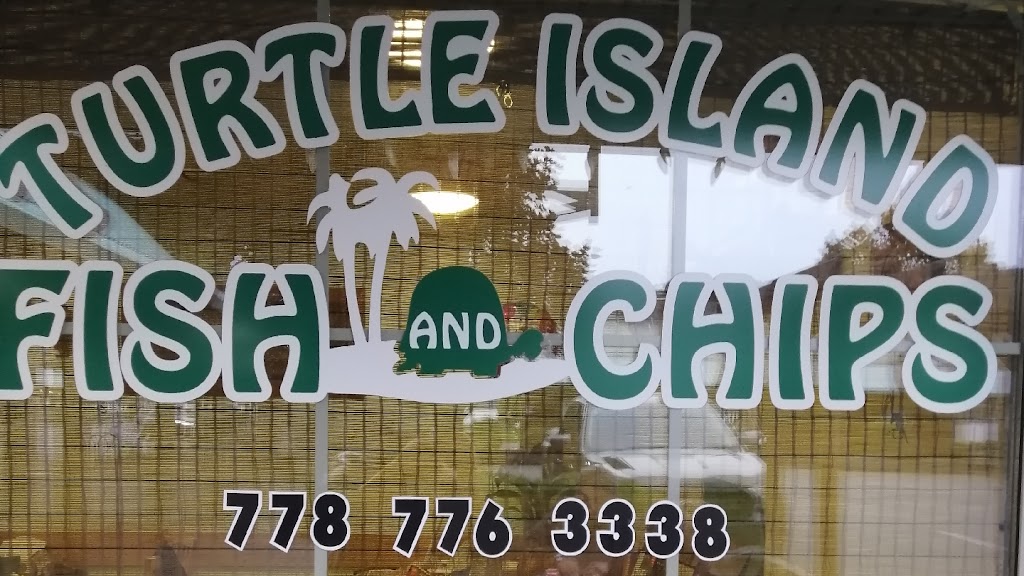 TURTLE ISLAND
FISH AND CHIPS
778 776 3338